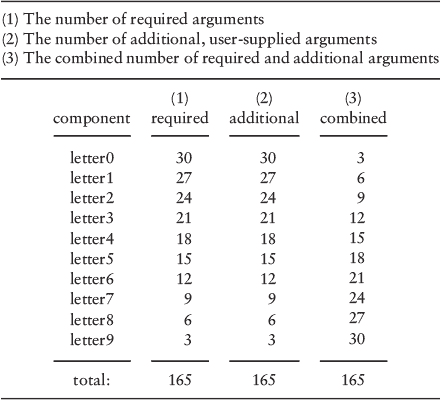 (1) The number of required arguments
(2) The number of additional, user-supplied arguments
(3) The combined number of required and additional arguments
(1) (2) (3)
component required additional combined
letter0 30 30 3
letter1 27 27 6
letter2 24 24 9
letter3 21 21 12
letter4 18 18 15
letter5 15 15 18
letter6 12 12 21
letter7 9 9 24
letter8 6 6 27
letter9 3 3 30
total: 165 165 165